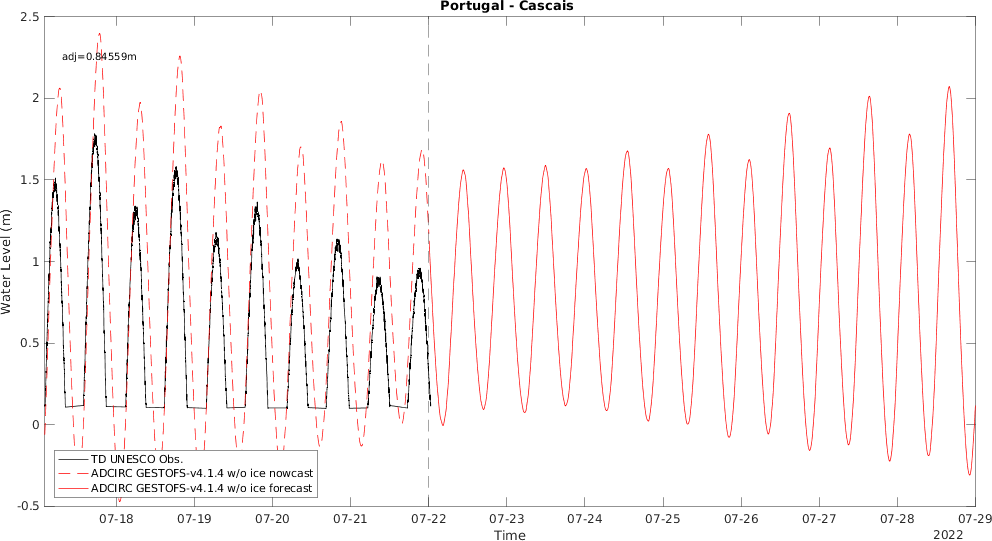 Portugal - Cascais
2.5
adj=0.84559m
2
1.5
1
0.5
0
-0.5
Water Level (m)
TD UNESCO Obs.
ADCIRC GESTOFS-v4.1.4 w/o ice nowcast
ADCIRC GESTOFS-v4.1.4 w/o ice forecast
07-18 07-19 07-20 07-21 07-22 07-23 07-24 07-25 07-26 07-27 07-28 07-29
Time
2022